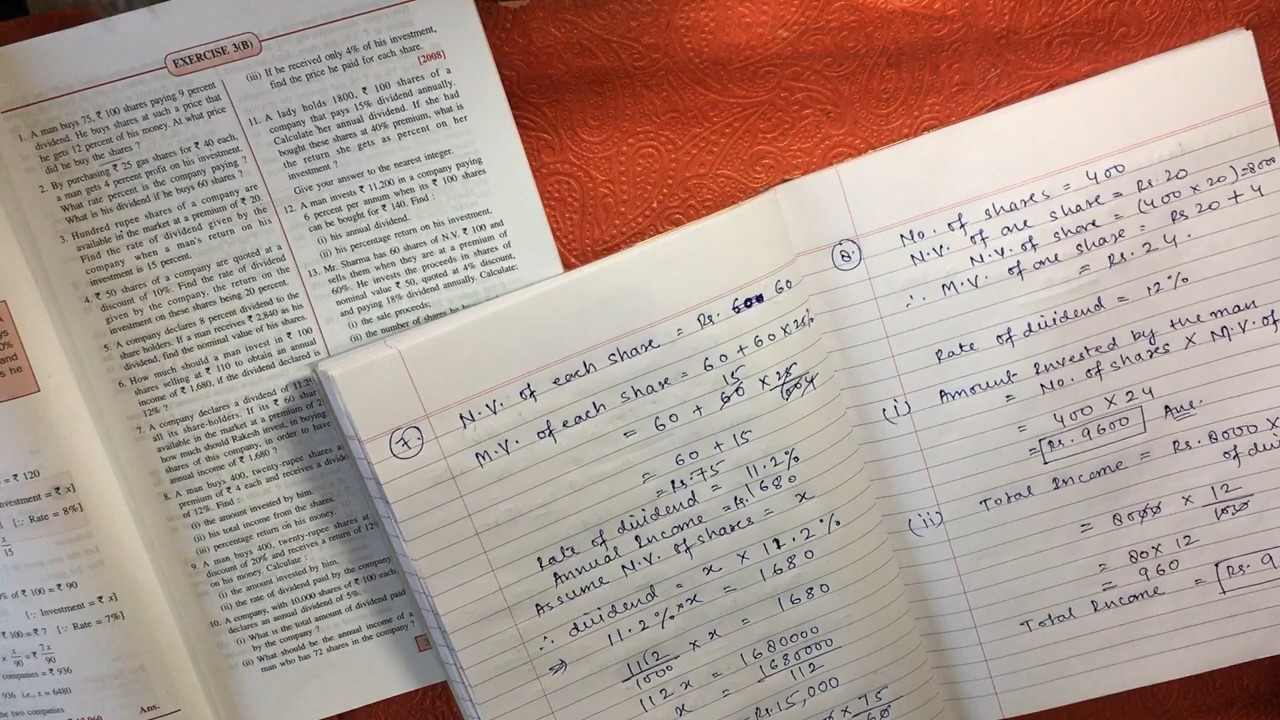 EXERCISE 3(B)
1. A man buys 75, ₹ 100 shares paying 9 percent
dividend. He buys shares at such a price that
he gets 12 percent of his money. At what price
did he buy the shares ?
2. By purchasing ₹ 25 gas shares for ₹ 40 each,
a man gets 4 percent profit on his investment.
What rate percent is the company paying ?
What is his dividend if he buys 60 shares ?
3. Hundred rupee shares of a company are
available in the market at a premium of ₹ 20.
Find the rate of dividend given by the
company when a man's return on his
investment is 15 percent.
4. ₹ 50 shares of a company are quoted at a
discount of 10%. Find the rate of dividend
given by the company, the return on the
investment on these shares being 20 percent.
5. A company declares 8 percent dividend to the
share holders. If a man receives ₹ 2,840 as his
dividend, find the nominal value of his shares.
6. How much should a man invest in ₹ 100
shares selling at ₹ 110 to obtain an annual
income of ₹ 1,680, if the dividend declared is
12% ?
7. A company declares a dividend of 11.2%
all its share-holders. If its ₹ 60 shar
available in the market at a premium of 2
how much should Rakesh invest, in buying
shares of this company, in order to have
annual income of ₹ 1,680 ?
8. A man buys 400, twenty-rupee shares a
premium of ₹ 4 each and receives a divide
of 12%. Find :
(i) the amount invested by him.
(ii) his total income from the shares.
(iii) percentage return on his money.
9. A man buys 400, twenty-rupee shares at
discount of 20% and receives a return of 12%
on his money. Calculate :
(i) the amount invested by him.
(ii) the rate of dividend paid by the company.
10. A company, with 10,000 shares of ₹ 100 each,
declares an annual dividend of 5%.
(i) What is the total amount of dividend paid
by the company ?
(ii) What should be the annual income of a
man who has 72 shares in the company ?
(iii) If he received only 4% of his investment,
find the price he paid for each share.
[2008]
11. A lady holds 1800, ₹ 100 shares of a
company that pays 15% dividend annually.
Calculate her annual dividend. If she had
bought these shares at 40% premium, what is
the return she gets as percent on her
investment ?
Give your answer to the nearest integer.
12. A man invests ₹ 11,200 in a company paying
6 percent per annum when its ₹ 100 shares
can be bought for ₹ 140. Find :
(i) his annual dividend.
(ii) his percentage return on his investment.
13. Mr. Sharma has 60 shares of N.V. ₹ 100 and
sells them when they are at a premium of
60%. He invests the proceeds in shares of
nominal value ₹ 50, quoted at 4% discount,
and paying 18% dividend annually. Calculate:
(i) the sale proceeds;
(ii) the number of shares he
= ₹ 120
nvestment = ₹ x]
[∵ Rate = 8%]
x/15
% of ₹ 100 = ₹ 90
[∵ Investment = ₹ x]
₹ 100 = ₹ 7 [∵ Rate = 7%]
× x/90 = ₹ 7x/90
companies = ₹ 936
936 i.e., x = 6480
the two companies
Ans.
7. N.V. of each share = Rs. 60
M.V. of each share = 60 + 60 × 25%
= 60 + 60 × 25/100 15
= 60 + 15
= Rs. 75
Rate of dividend = 11.2%
Annual Income = Rs. 1680
Assume N.V. of shares = x
∴ dividend = x × 11.2%
11.2% × x = 1680
⇒ 112/1000 × x = 1680
112 x = 1680000
x = 1680000/112
= Rs. 15,000
8. No. of shares = 400
N.V. of one share = Rs. 20
N.V. of share = (400 × 20) = 8000
∴ M.V. of one share = Rs 20 + 4
= Rs. 24.
Rate of dividend = 12%
(i) Amount Invested by the man
= No. of shares × M.V. of
= 400 × 24
= Rs. 9600 Ans.
(ii) Total Income = Rs. 8000 ×
of div
= 8000 × 12/100
= 80 × 12
= 960
Total Income = Rs. 9